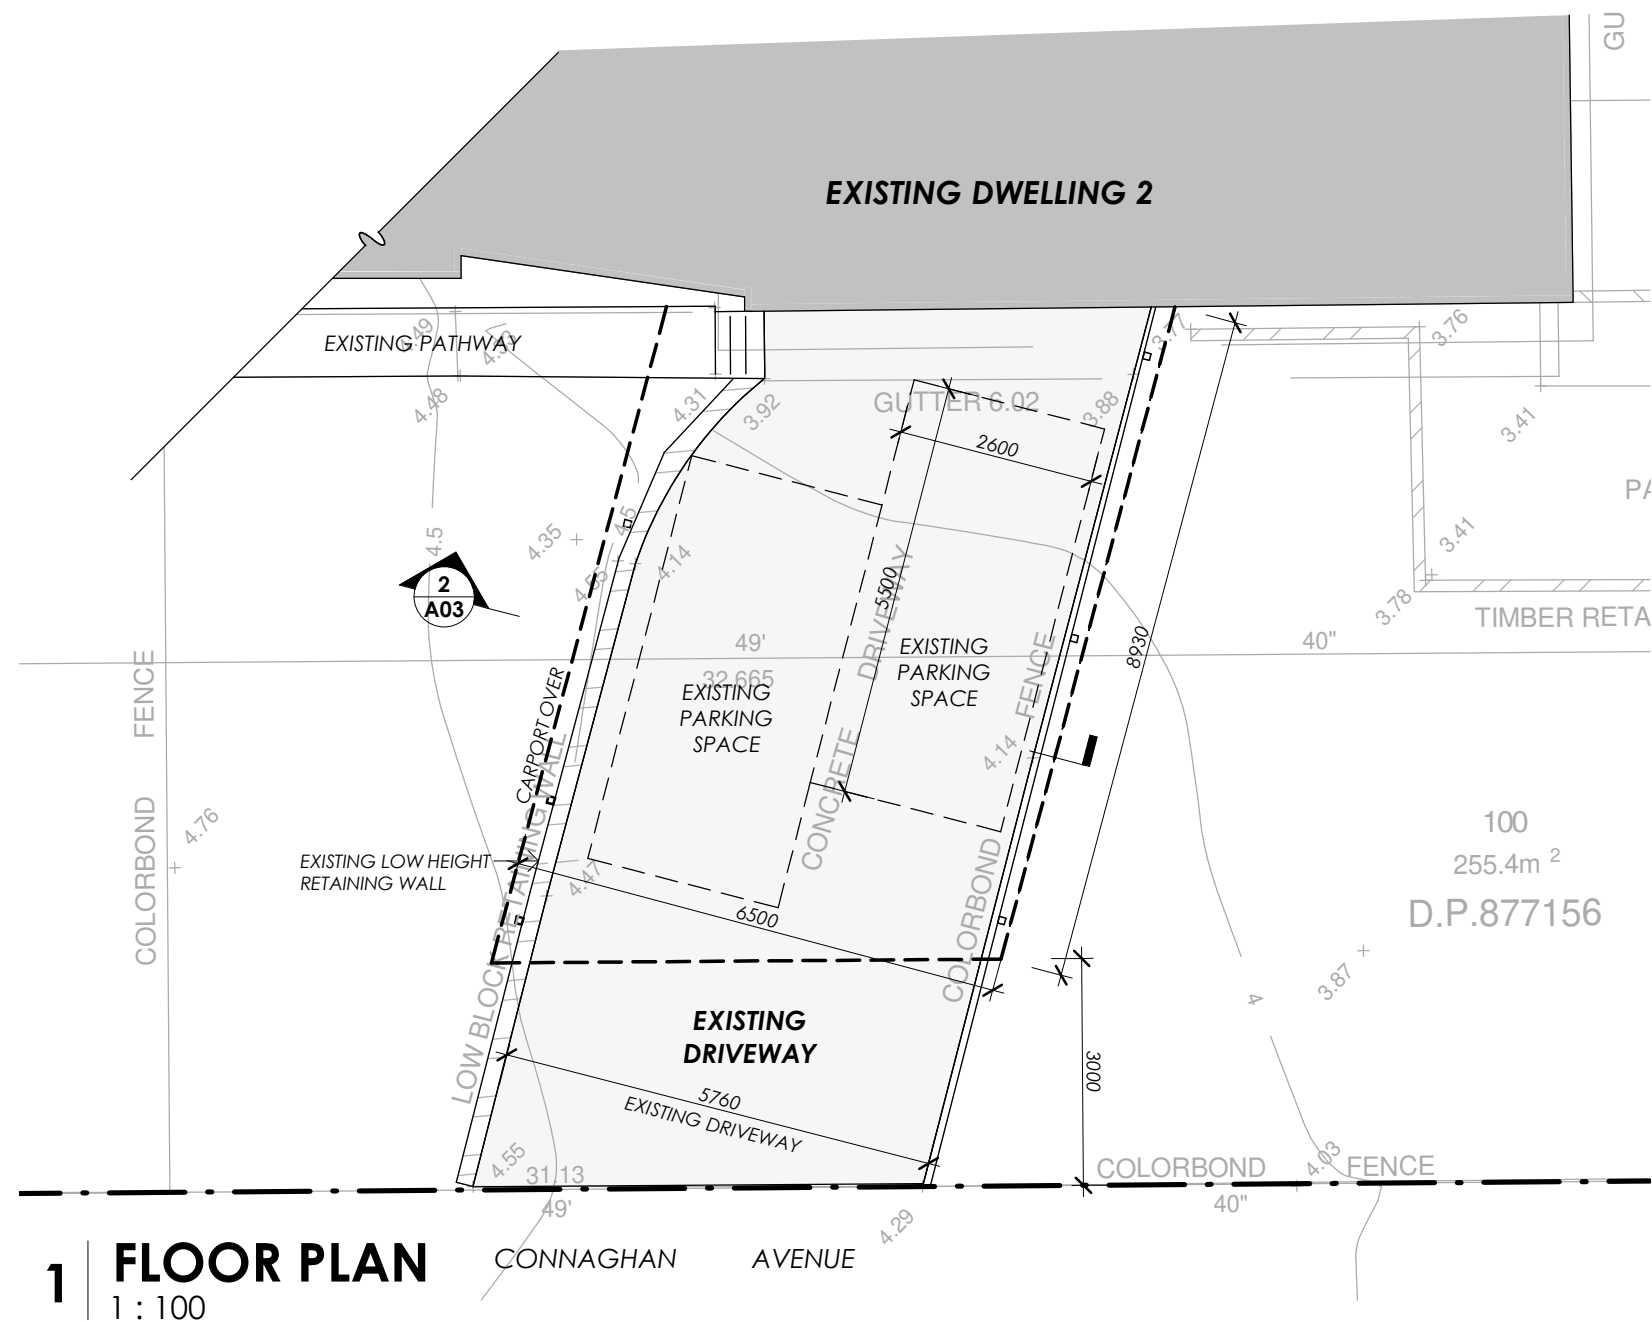 GU
EXISTING DWELLING 2
EXISTING PATHWAY
4.49
4.33
4.48
4.31
3.92
GUTTER 6.02
3.88
3.77
3.76
3.41
2600
PA
4.5
4.35
4.5
4.14
4.55
5500
3.41
3.78
2
A03
49'
32.665
40"
TIMBER RETA
EXISTING
PARKING
SPACE
EXISTING
PARKING
SPACE
CONCRETE DRIVEWAY
8930
COLORBOND FENCE
COLORBOND FENCE
4.14
CARPORT OVER
LOW BLOCK RETAINING WALL
4.76
EXISTING LOW HEIGHT
RETAINING WALL
4.47
6500
100
255.4m 2
D.P.877156
3.87
4
EXISTING
DRIVEWAY
3000
5760
EXISTING DRIVEWAY
4.55
31.13
49'
COLORBOND
4.03
FENCE
40"
4.29
1
FLOOR PLAN
1 : 100
CONNAGHAN AVENUE